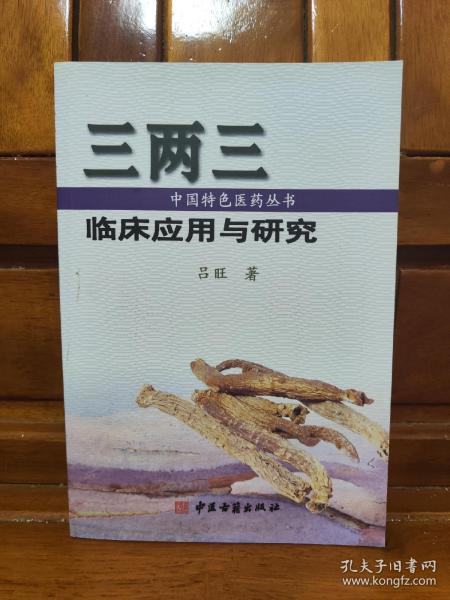 三两三
中国特色医药丛书
临床应用与研究
吕旺 著
中医古籍出版社
孔夫子旧书网
www.kongfz.com